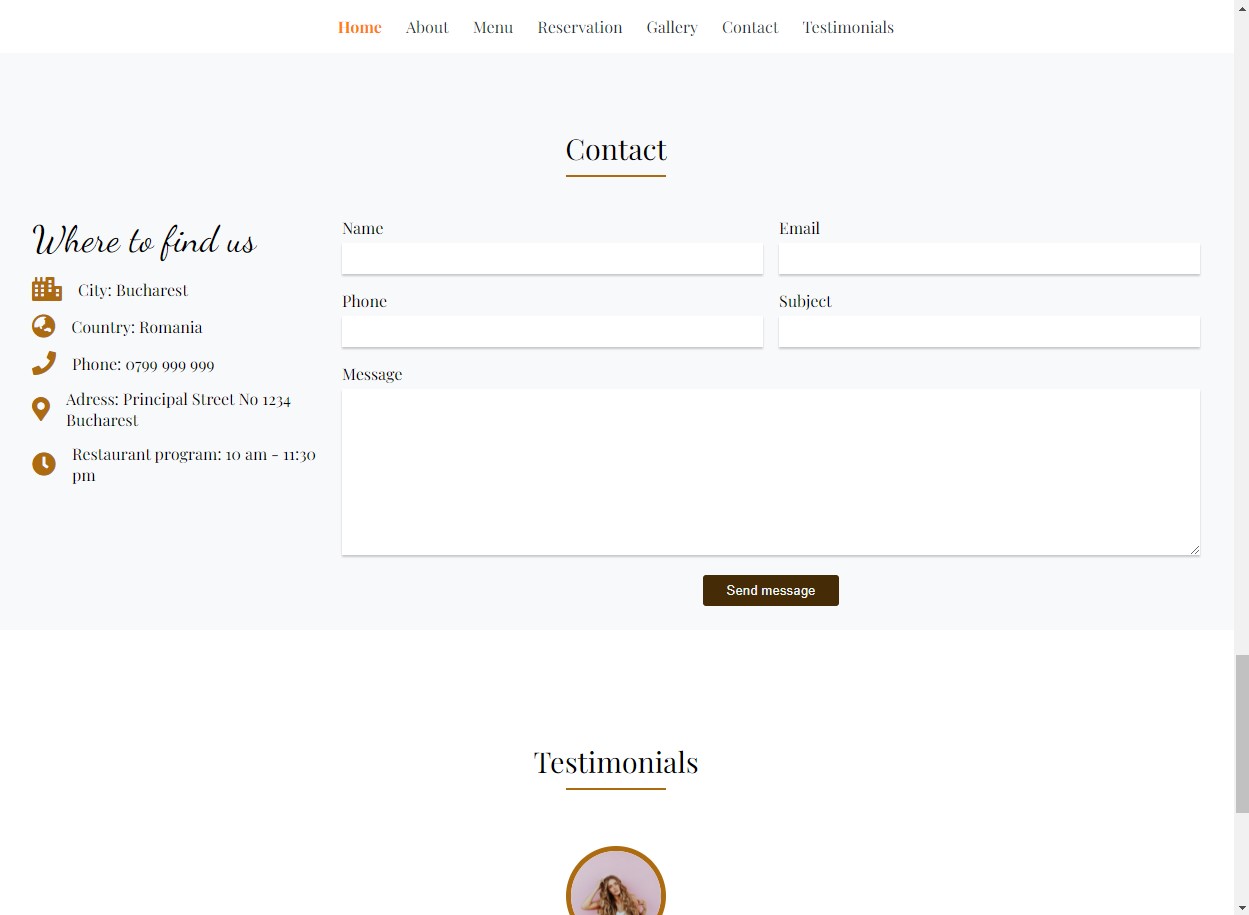 Home About Menu Reservation Gallery Contact Testimonials
Contact
Where to find us
City: Bucharest
Country: Romania
Phone: 0799 999 999
Adress: Principal Street No 1234
Bucharest
Restaurant program: 10 am - 11:30
pm
Name
Email
Phone
Subject
Message
Send message
Testimonials